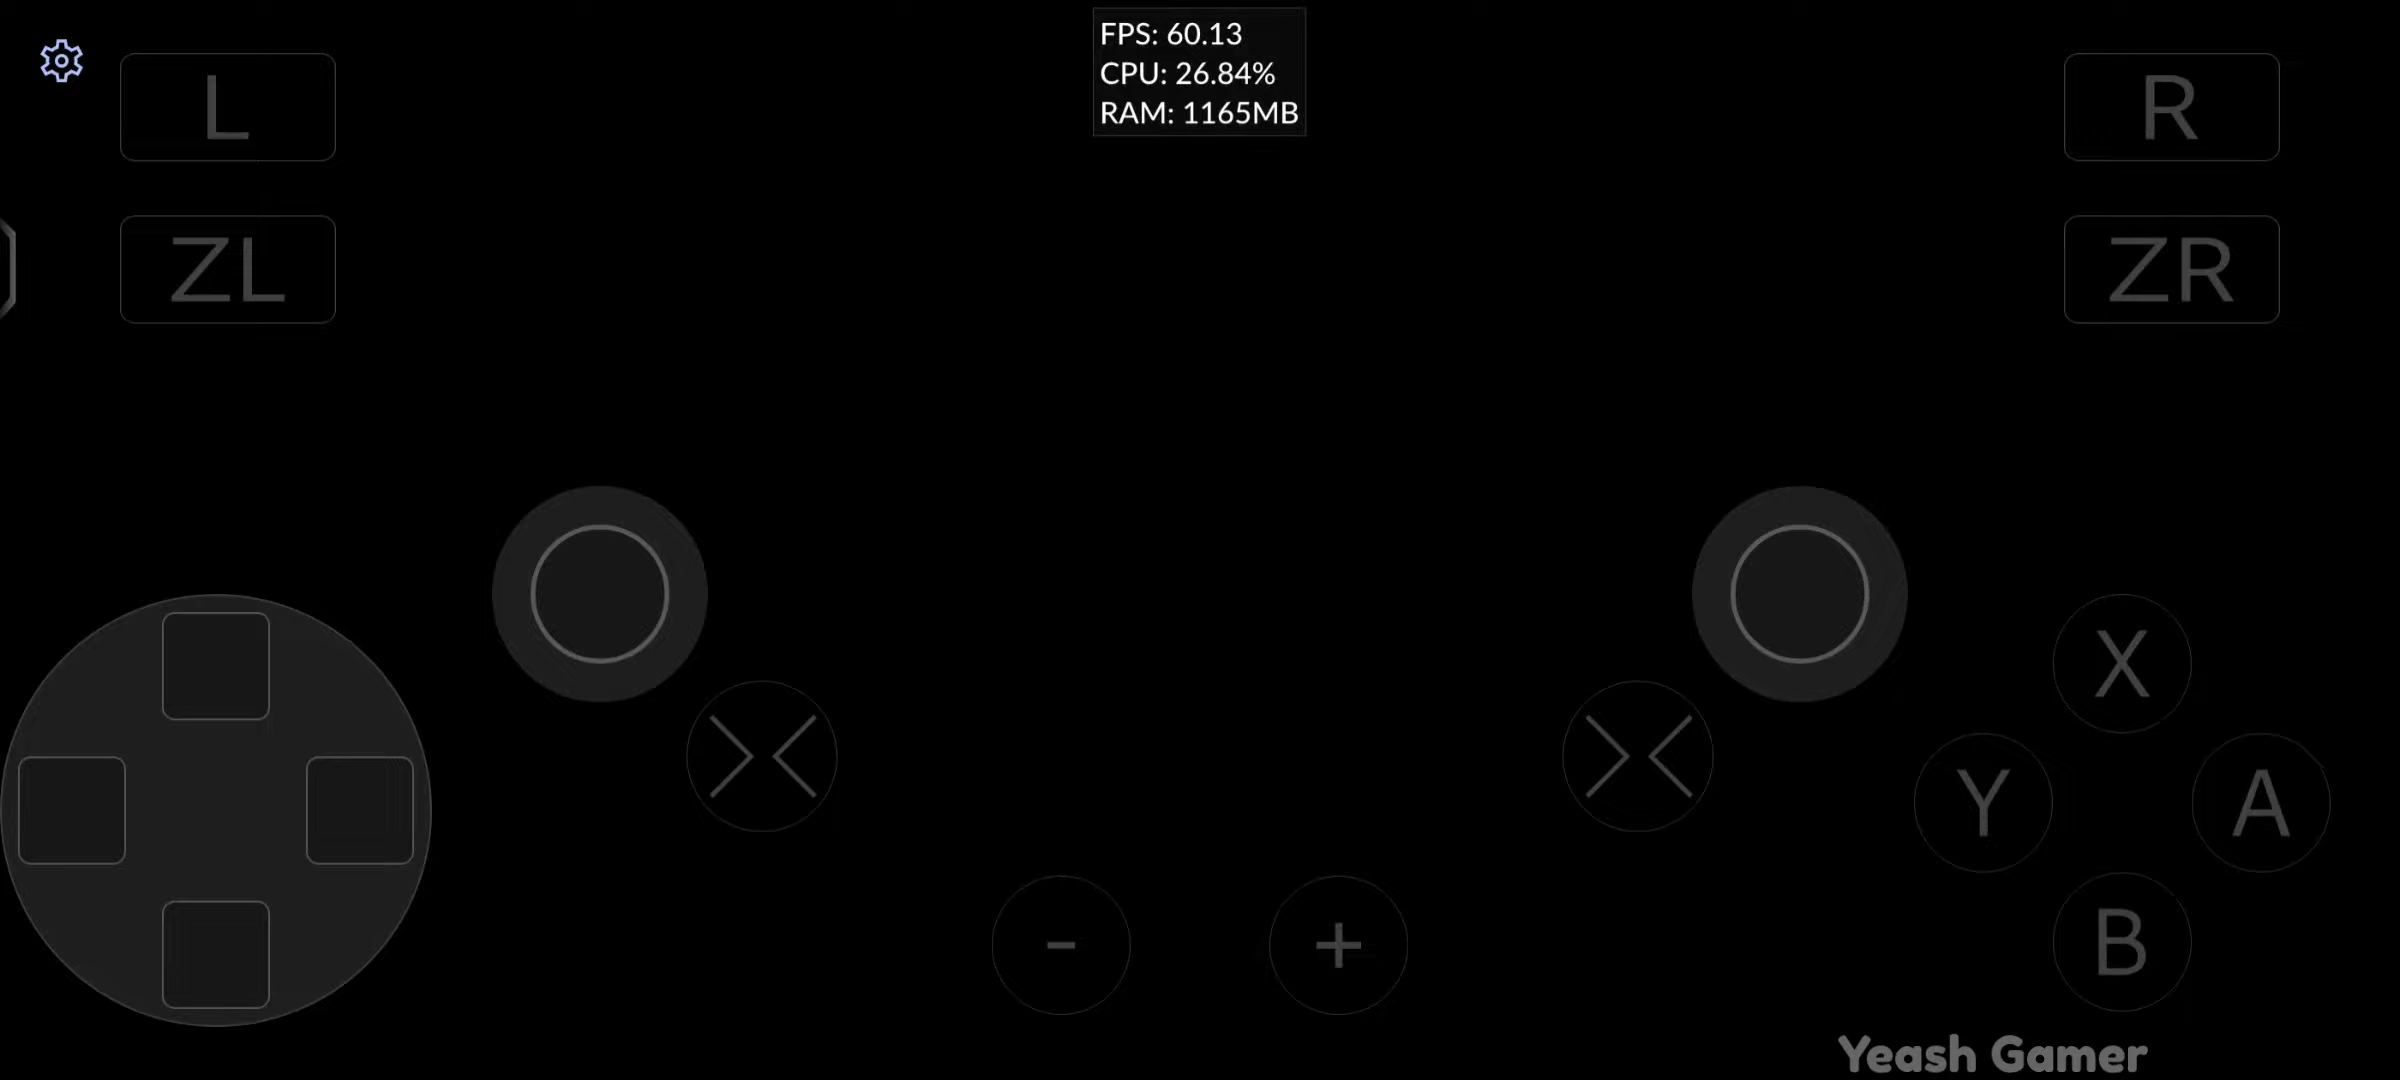 FPS: 60.13
CPU: 26.84%
RAM: 1165MB
L
R
ZL
ZR
X
Y
A
B
-
+
Yeash Gamer